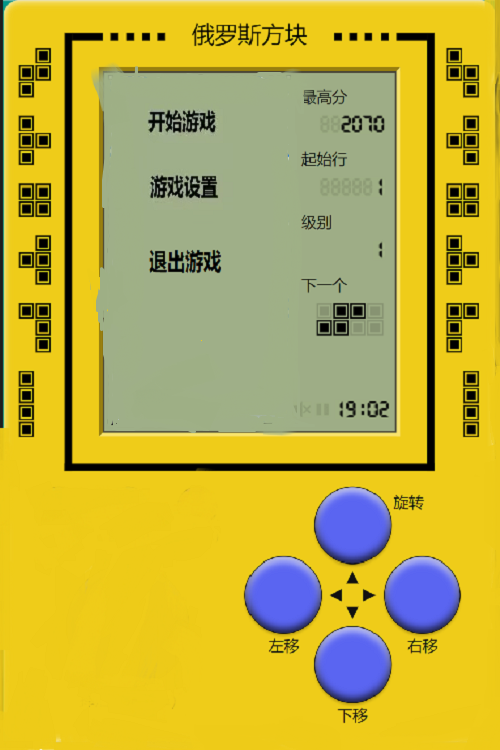 俄罗斯方块
开始游戏
游戏设置
退出游戏
最高分
2070
起始行
1
级别
1
下一个
19:02
旋转
左移
右移
下移